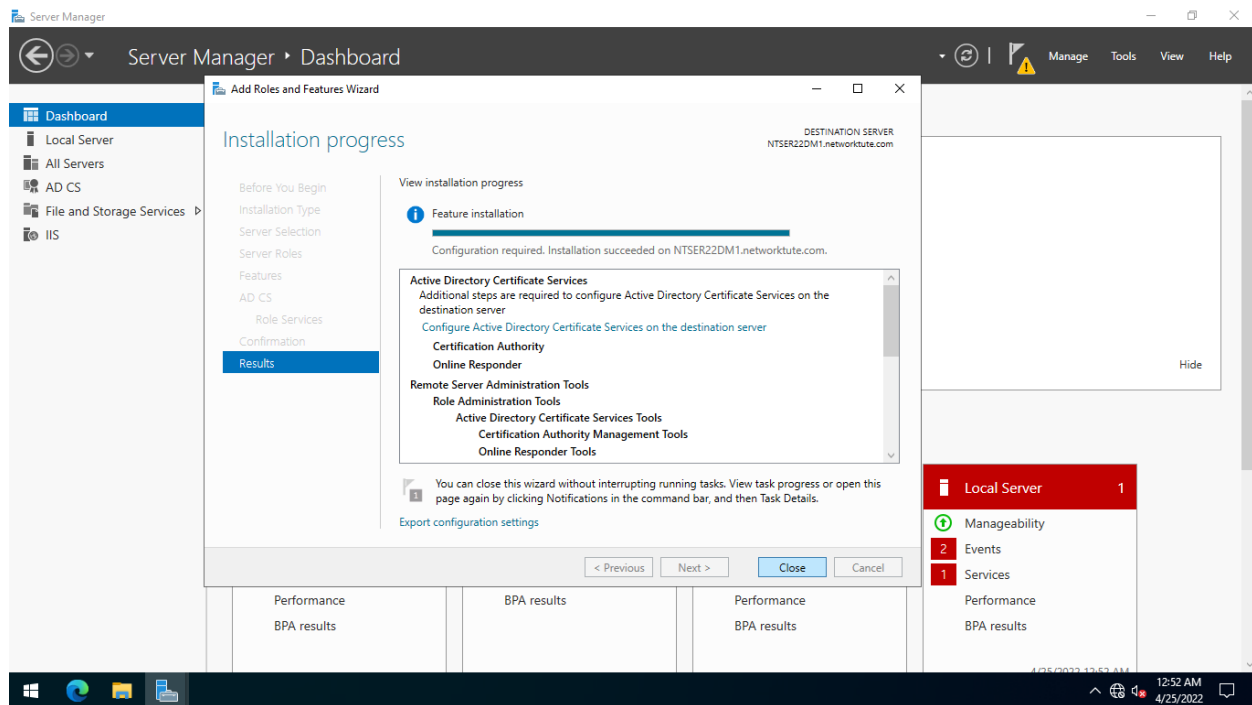 Server Manager
Server Manager ‣ Dashboard
Manage Tools View Help
Dashboard
Local Server
All Servers
AD CS
File and Storage Services
IIS
Add Roles and Features Wizard
Installation progress
DESTINATION SERVER
NTSER22DM1.networktute.com
Before You Begin
Installation Type
Server Selection
Server Roles
Features
AD CS
Role Services
Confirmation
Results
View installation progress
Feature installation
Configuration required. Installation succeeded on NTSER22DM1.networktute.com.
Active Directory Certificate Services
Additional steps are required to configure Active Directory Certificate Services on the
destination server
Configure Active Directory Certificate Services on the destination server
Certification Authority
Online Responder
Remote Server Administration Tools
Role Administration Tools
Active Directory Certificate Services Tools
Certification Authority Management Tools
Online Responder Tools
1
You can close this wizard without interrupting running tasks. View task progress or open this
page again by clicking Notifications in the command bar, and then Task Details.
Export configuration settings
< Previous Next > Close Cancel
Hide
Performance
BPA results
BPA results
Performance
BPA results
Local Server 1
Manageability
2 Events
1 Services
Performance
BPA results
4/25/2022 12:52 AM
12:52 AM
4/25/2022